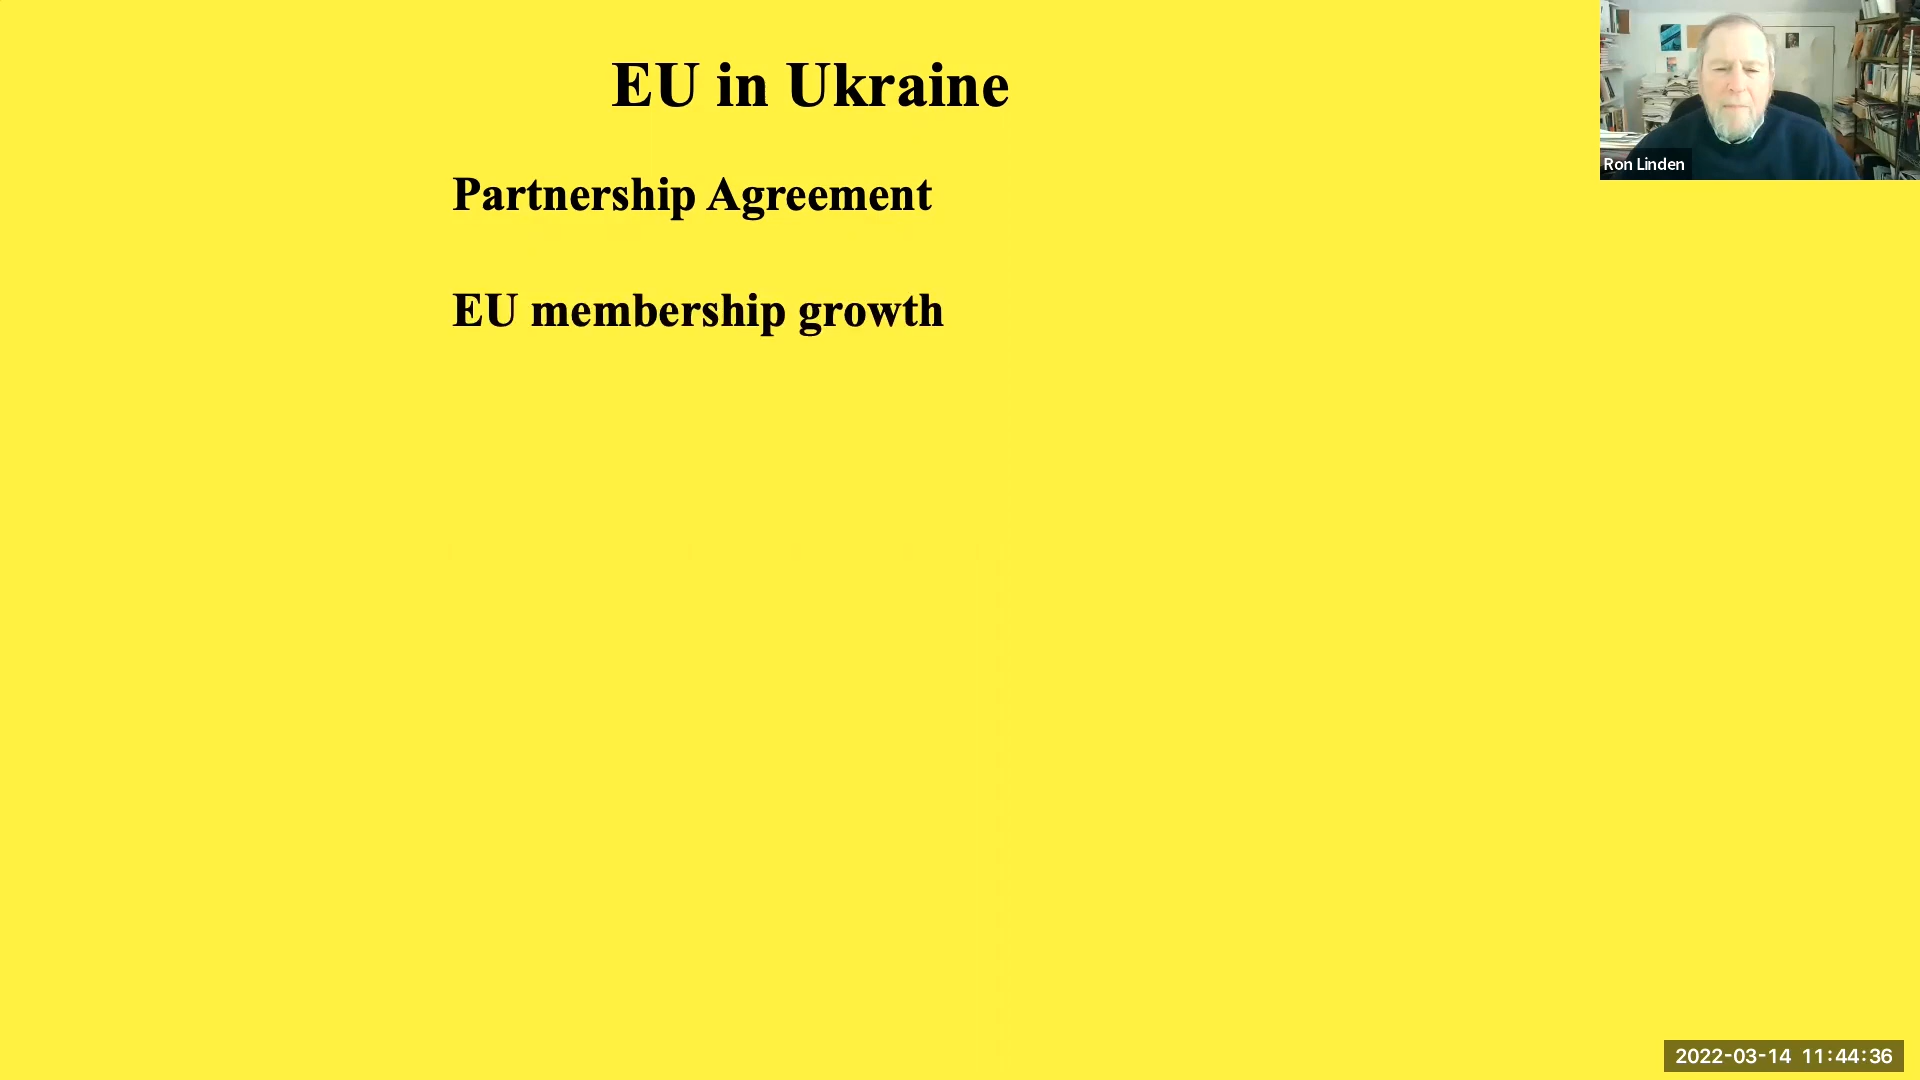 EU in Ukraine
Ron Linden
Partnership Agreement
EU membership growth
2022-03-14 11:44:36